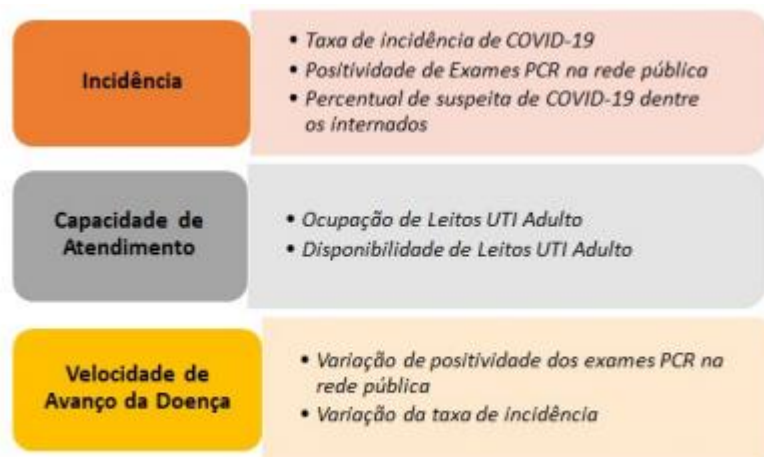 Incidência
• Taxa de incidência de COVID-19
• Positividade de Exames PCR na rede pública
• Percentual de suspeita de COVID-19 dentre
os internados
Capacidade de
Atendimento
• Ocupação de Leitos UTI Adulto
• Disponibilidade de Leitos UTI Adulto
Velocidade de
Avanço da Doença
• Variação de positividade dos exames PCR na
rede pública
• Variação da taxa de incidência